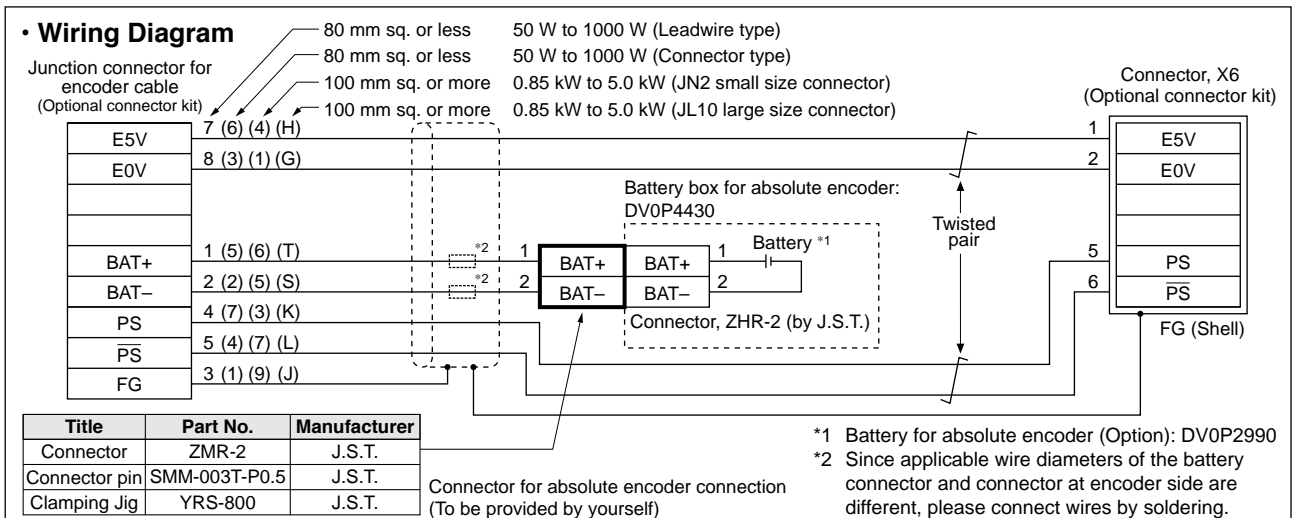 • Wiring Diagram
80 mm sq. or less 50 W to 1000 W (Leadwire type)
80 mm sq. or less 50 W to 1000 W (Connector type)
100 mm sq. or more 0.85 kW to 5.0 kW (JN2 small size connector)
100 mm sq. or more 0.85 kW to 5.0 kW (JL10 large size connector)
Junction connector for
encoder cable
(Optional connector kit)
Connector, X6
(Optional connector kit)
E5V 7 (6) (4) (H) 1 E5V
E0V 8 (3) (1) (G) 2 E0V
Battery box for absolute encoder:
DV0P4430
Twisted
pair
BAT+ 1 (5) (6) (T) *2 1 BAT+ BAT+ 1 Battery *1 5 PS
BAT– 2 (2) (5) (S) *2 2 BAT– BAT– 2 6 PS
PS 4 (7) (3) (K)
Connector, ZHR-2 (by J.S.T.)
FG (Shell)
PS 5 (4) (7) (L)
FG 3 (1) (9) (J)
Title Part No. Manufacturer
Connector ZMR-2 J.S.T.
Connector pin SMM-003T-P0.5 J.S.T.
Clamping Jig YRS-800 J.S.T.
Connector for absolute encoder connection
(To be provided by yourself)
*1 Battery for absolute encoder (Option): DV0P2990
*2 Since applicable wire diameters of the battery
connector and connector at encoder side are
different, please connect wires by soldering.